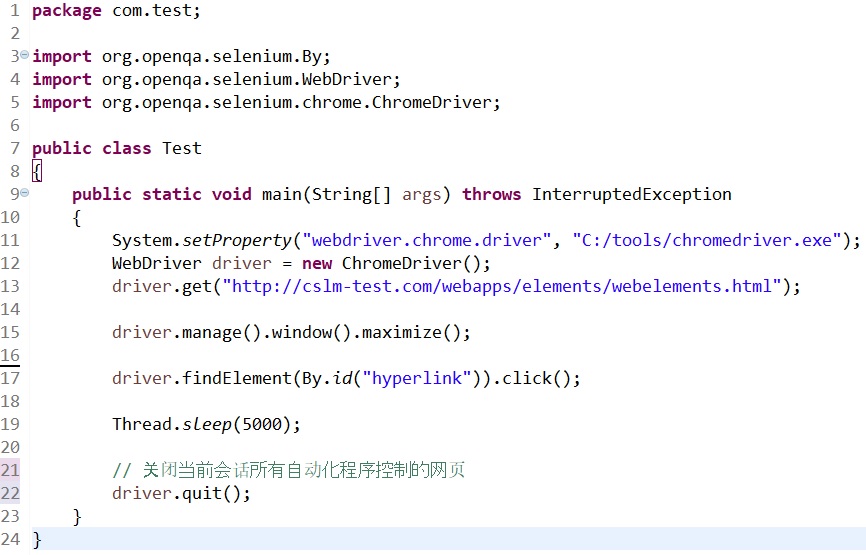 1 package com.test;
2
3 import org.openqa.selenium.By;
4 import org.openqa.selenium.WebDriver;
5 import org.openqa.selenium.chrome.ChromeDriver;
6
7 public class Test
8 {
9     public static void main(String[] args) throws InterruptedException
10     {
11         System.setProperty("webdriver.chrome.driver", "C:/tools/chromedriver.exe");
12         WebDriver driver = new ChromeDriver();
13         driver.get("http://cslm-test.com/webapps/elements/webelements.html");
14
15         driver.manage().window().maximize();
16
17         driver.findElement(By.id("hyperlink")).click();
18
19         Thread.sleep(5000);
20
21         // 关闭当前会话所有自动化程序控制的网页
22         driver.quit();
23     }
24 }